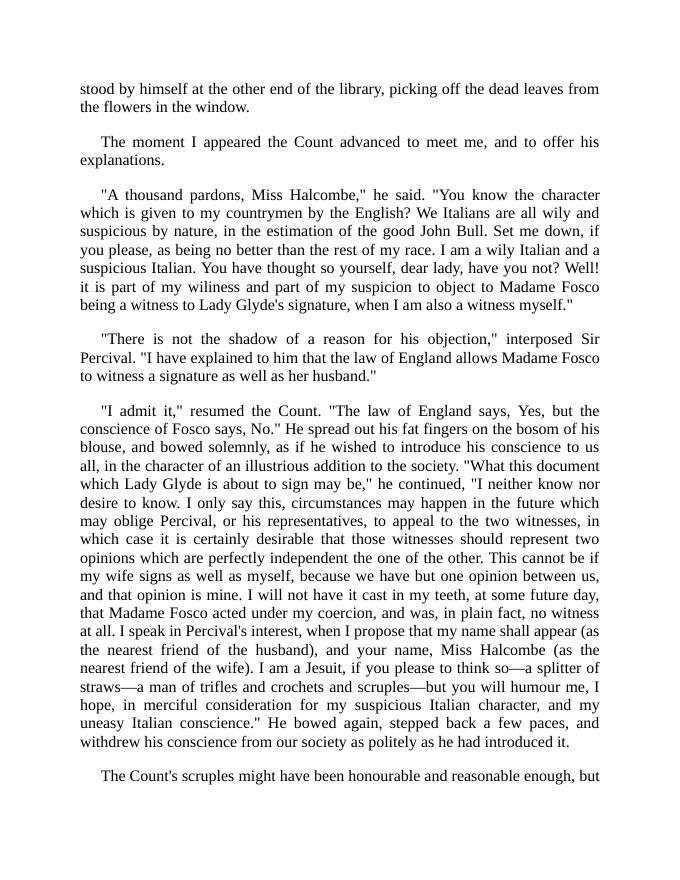 stood by himself at the other end of the library, picking off the dead leaves from
the flowers in the window.
The moment I appeared the Count advanced to meet me, and to offer his
explanations.
"A thousand pardons, Miss Halcombe," he said. "You know the character
which is given to my countrymen by the English? We Italians are all wily and
suspicious by nature, in the estimation of the good John Bull. Set me down, if
you please, as being no better than the rest of my race. I am a wily Italian and a
suspicious Italian. You have thought so yourself, dear lady, have you not? Well!
it is part of my wiliness and part of my suspicion to object to Madame Fosco
being a witness to Lady Glyde's signature, when I am also a witness myself."
"There is not the shadow of a reason for his objection," interposed Sir
Percival. "I have explained to him that the law of England allows Madame Fosco
to witness a signature as well as her husband."
"I admit it," resumed the Count. "The law of England says, Yes, but the
conscience of Fosco says, No." He spread out his fat fingers on the bosom of his
blouse, and bowed solemnly, as if he wished to introduce his conscience to us
all, in the character of an illustrious addition to the society. "What this document
which Lady Glyde is about to sign may be," he continued, "I neither know nor
desire to know. I only say this, circumstances may happen in the future which
may oblige Percival, or his representatives, to appeal to the two witnesses, in
which case it is certainly desirable that those witnesses should represent two
opinions which are perfectly independent the one of the other. This cannot be if
my wife signs as well as myself, because we have but one opinion between us,
and that opinion is mine. I will not have it cast in my teeth, at some future day,
that Madame Fosco acted under my coercion, and was, in plain fact, no witness
at all. I speak in Percival's interest, when I propose that my name shall appear (as
the nearest friend of the husband), and your name, Miss Halcombe (as the
nearest friend of the wife). I am a Jesuit, if you please to think so—a splitter of
straws—a man of trifles and crochets and scruples—but you will humour me, I
hope, in merciful consideration for my suspicious Italian character, and my
uneasy Italian conscience." He bowed again, stepped back a few paces, and
withdrew his conscience from our society as politely as he had introduced it.
The Count's scruples might have been honourable and reasonable enough, but